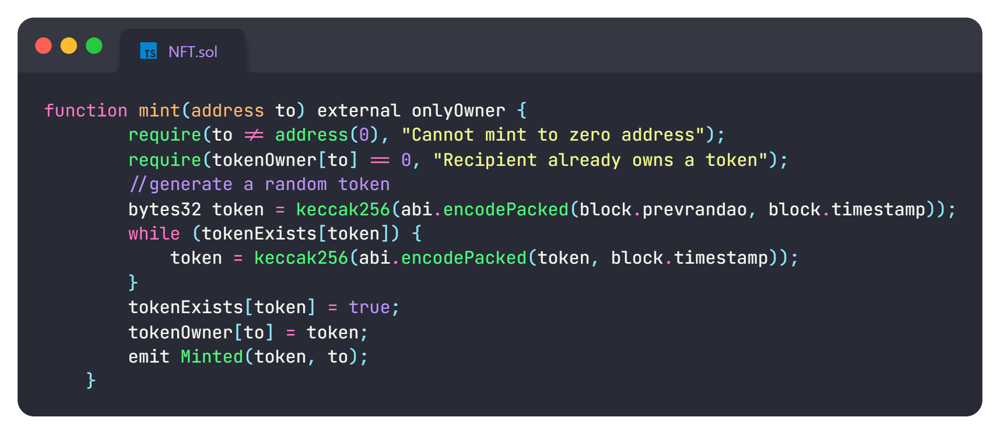 TS NFT.sol
function mint(address to) external onlyOwner {
        require(to != address(0), "Cannot mint to zero address");
        require(tokenOwner[to] == 0, "Recipient already owns a token");
        //generate a random token
        bytes32 token = keccak256(abi.encodePacked(block.prevrandao, block.timestamp));
        while (tokenExists[token]) {
            token = keccak256(abi.encodePacked(token, block.timestamp));
        }
        tokenExists[token] = true;
        tokenOwner[to] = token;
        emit Minted(token, to);
    }